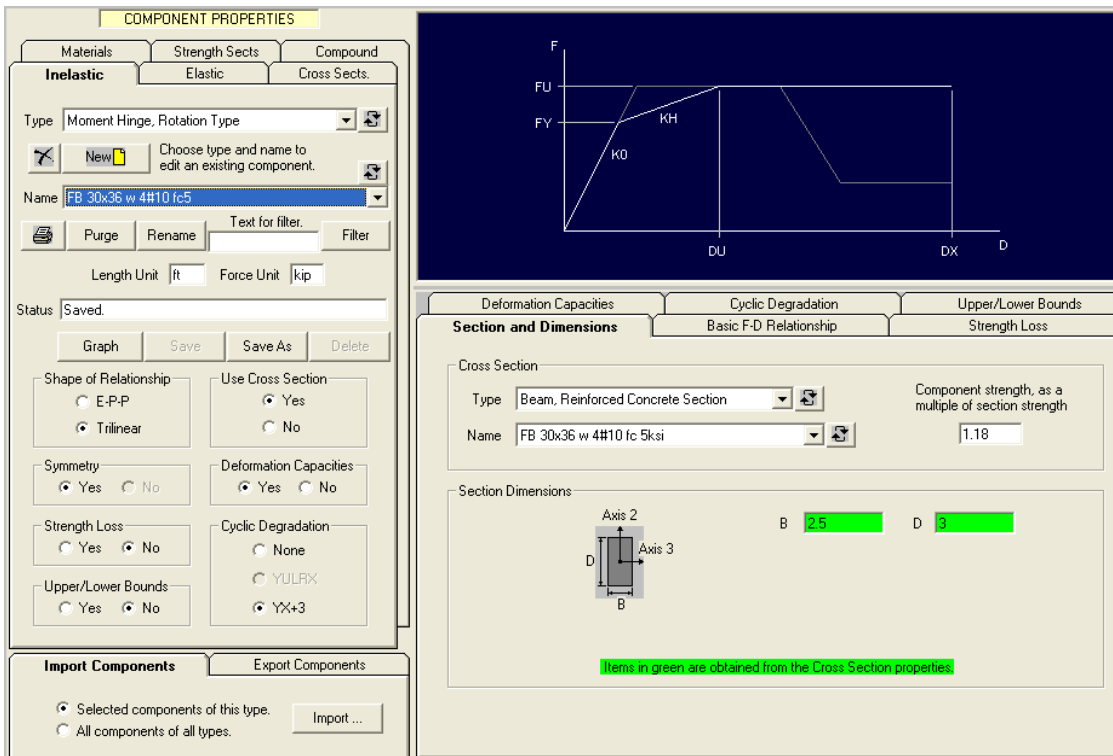 COMPONENT PROPERTIES
Materials Strength Sects Compound
Inelastic Elastic Cross Sects.
Type Moment Hinge, Rotation Type
New Choose type and name to
edit an existing component.
Name FB 30x36 w 4#10 fc5
Purge Rename Text for filter. Filter
Length Unit ft Force Unit kip
Status Saved.
Graph Save Save As Delete
Shape of Relationship
E-P-P
Trilinear
Use Cross Section
Yes
No
Symmetry
Yes No
Deformation Capacities
Yes No
Strength Loss
Yes No
Cyclic Degradation
None
YULRX
YX+3
Upper/Lower Bounds
Yes No
Import Components Export Components
Selected components of this type.
All components of all types.
Import ...
F
FU
FY
KH
K0
DU
DX
D
Deformation Capacities Cyclic Degradation Upper/Lower Bounds
Section and Dimensions Basic F-D Relationship Strength Loss
Cross Section
Type Beam, Reinforced Concrete Section
Name FB 30x36 w 4#10 fc 5ksi
Component strength, as a
multiple of section strength
1.18
Section Dimensions
Axis 2
Axis 3
D
B
B 2.5 D 3
Items in green are obtained from the Cross Section properties.